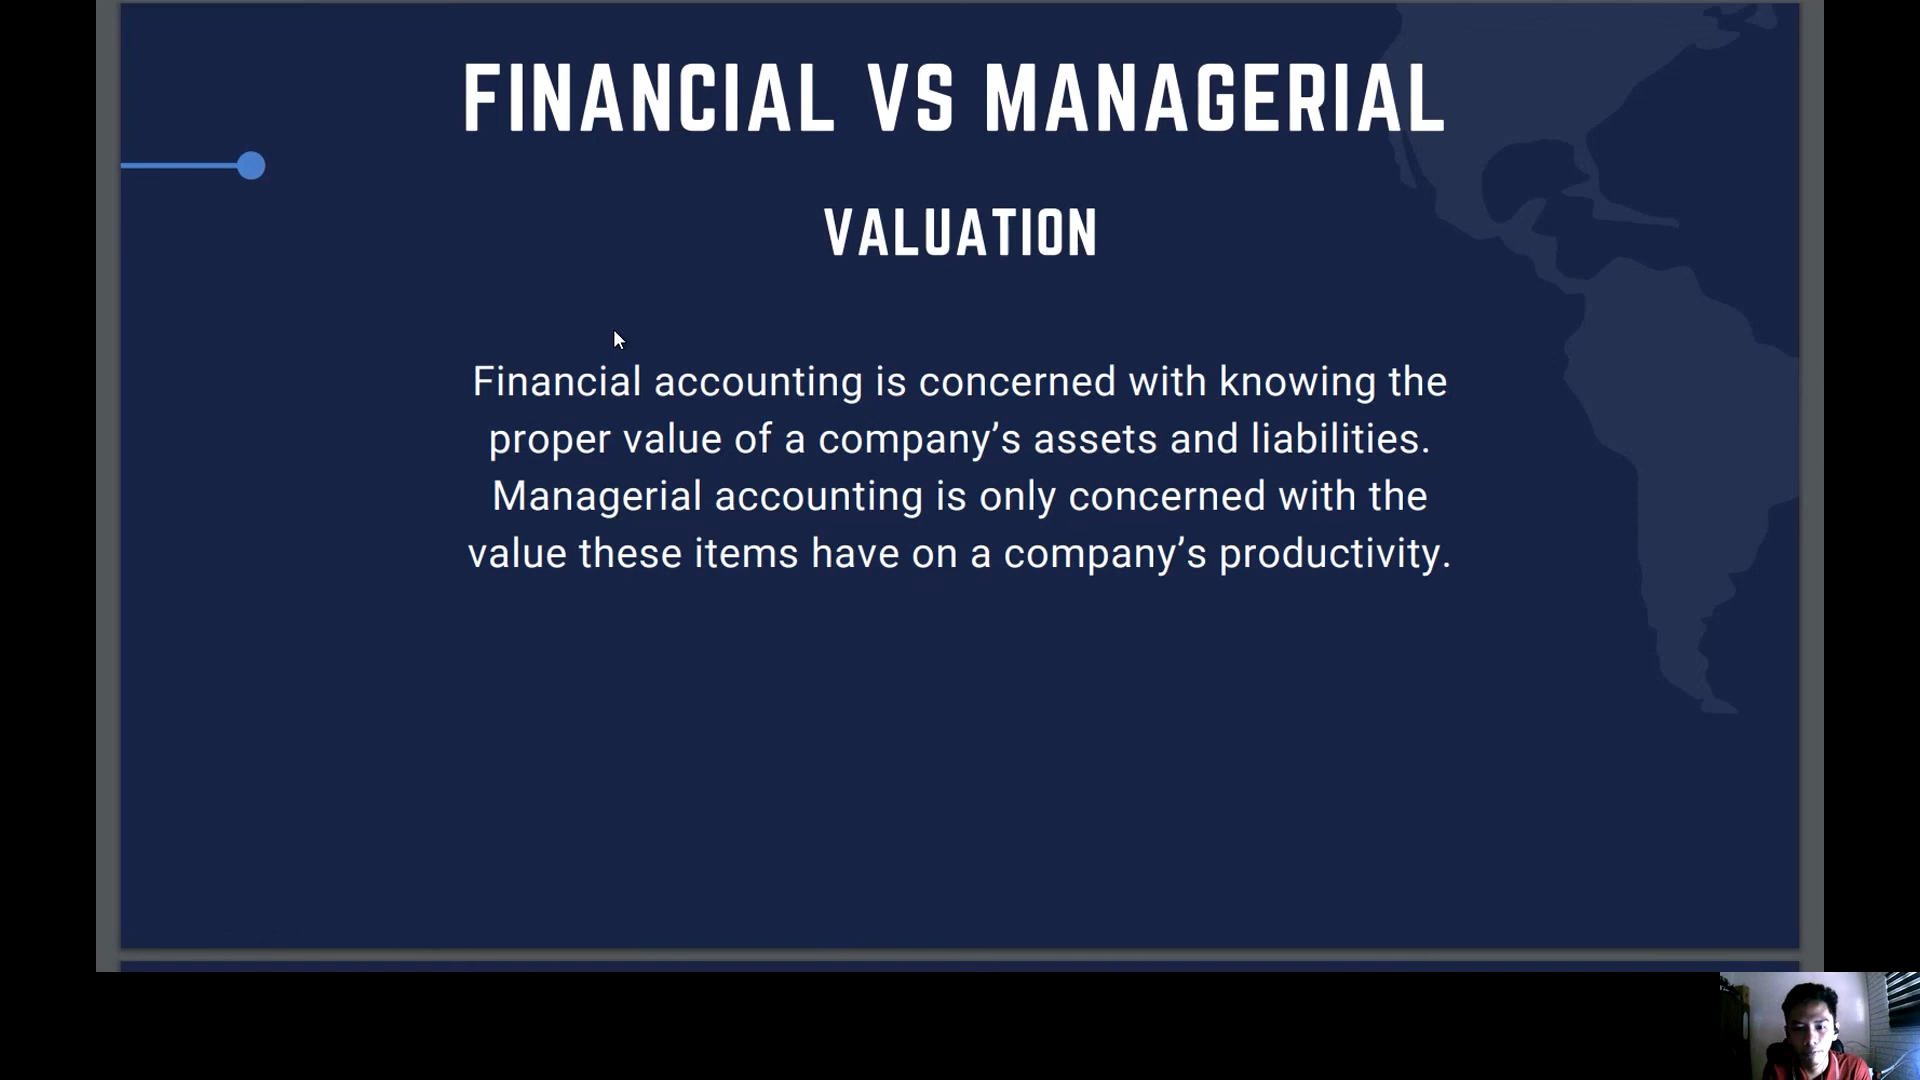 FINANCIAL VS MANAGERIAL
VALUATION
Financial accounting is concerned with knowing the
proper value of a company’s assets and liabilities.
Managerial accounting is only concerned with the
value these items have on a company’s productivity.